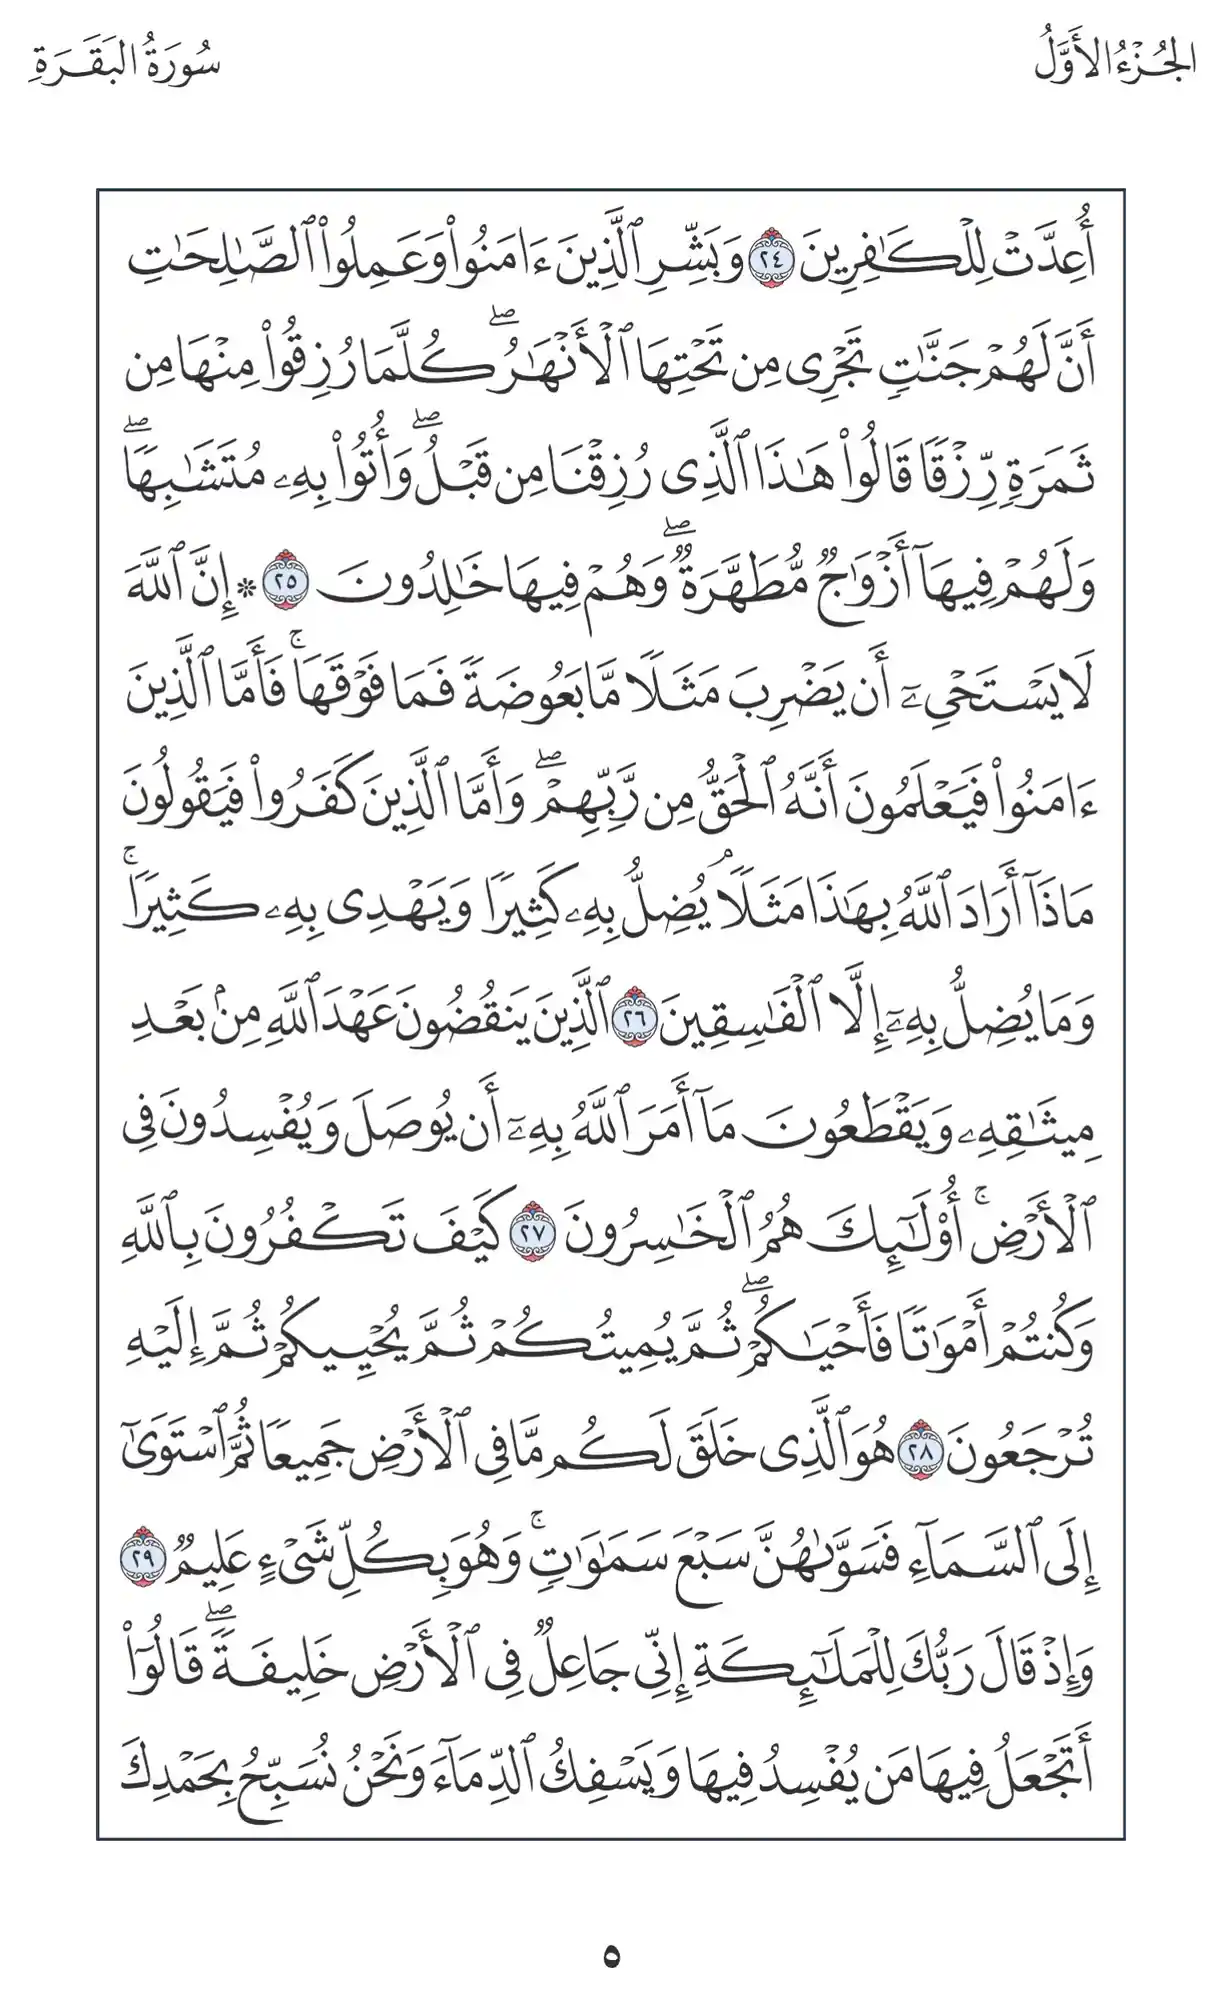 الجُزْءُ الأَوَّلُ
سُورَةُ البَقَرَةِ
أُعِدَّتۡ لِلۡكَٰفِرِينَ ٢٤ وَبَشِّرِ ٱلَّذِينَ ءَامَنُواْ وَعَمِلُواْ ٱلصَّٰلِحَٰتِ
أَنَّ لَهُمۡ جَنَّٰتٖ تَجۡرِي مِن تَحۡتِهَا ٱلۡأَنۡهَٰرُۖ كُلَّمَا رُزِقُواْ مِنۡهَا مِن
ثَمَرَةٖ رِّزۡقٗا قَالُواْ هَٰذَا ٱلَّذِي رُزِقۡنَا مِن قَبۡلُۖ وَأُتُواْ بِهِۦ مُتَشَٰبِهٗاۖ
وَلَهُمۡ فِيهَآ أَزۡوَٰجٞ مُّطَهَّرَةٞۖ وَهُمۡ فِيهَا خَٰلِدُونَ ٢٥ * إِنَّ ٱللَّهَ
لَا يَسۡتَحۡيِۦٓ أَن يَضۡرِبَ مَثَلٗا مَّا بَعُوضَةٗ فَمَا فَوۡقَهَاۚ فَأَمَّا ٱلَّذِينَ
ءَامَنُواْ فَيَعۡلَمُونَ أَنَّهُ ٱلۡحَقُّ مِن رَّبِّهِمۡۖ وَأَمَّا ٱلَّذِينَ كَفَرُواْ فَيَقُولُونَ
مَاذَآ أَرَادَ ٱللَّهُ بِهَٰذَا مَثَلٗاۘ يُضِلُّ بِهِۦ كَثِيرٗا وَيَهۡدِي بِهِۦ كَثِيرٗاۚ
وَمَا يُضِلُّ بِهِۦٓ إِلَّا ٱلۡفَٰسِقِينَ ٢٦ ٱلَّذِينَ يَنقُضُونَ عَهۡدَ ٱللَّهِ مِنۢ بَعۡدِ
مِيثَٰقِهِۦ وَيَقۡطَعُونَ مَآ أَمَرَ ٱللَّهُ بِهِۦٓ أَن يُوصَلَ وَيُفۡسِدُونَ فِي
ٱلۡأَرۡضِۚ أُوْلَٰٓئِكَ هُمُ ٱلۡخَٰسِرُونَ ٢٧ كَيۡفَ تَكۡفُرُونَ بِٱللَّهِ
وَكُنتُمۡ أَمۡوَٰتٗا فَأَحۡيَٰكُمۡۖ ثُمَّ يُمِيتُكُمۡ ثُمَّ يُحۡيِيكُمۡ ثُمَّ إِلَيۡهِ
تُرۡجَعُونَ ٢٨ هُوَ ٱلَّذِي خَلَقَ لَكُم مَّا فِي ٱلۡأَرۡضِ جَمِيعٗا ثُمَّ ٱسۡتَوَىٰٓ
إِلَى ٱلسَّمَآءِ فَسَوَّىٰهُنَّ سَبۡعَ سَمَٰوَٰتٖۚ وَهُوَ بِكُلِّ شَيۡءٍ عَلِيمٞ ٢٩
وَإِذۡ قَالَ رَبُّكَ لِلۡمَلَٰٓئِكَةِ إِنِّي جَاعِلٞ فِي ٱلۡأَرۡضِ خَلِيفَةٗۖ قَالُوٓاْ
أَتَجۡعَلُ فِيهَا مَن يُفۡسِدُ فِيهَا وَيَسۡفِكُ ٱلدِّمَآءَ وَنَحۡنُ نُسَبِّحُ بِحَمۡدِكَ
٥